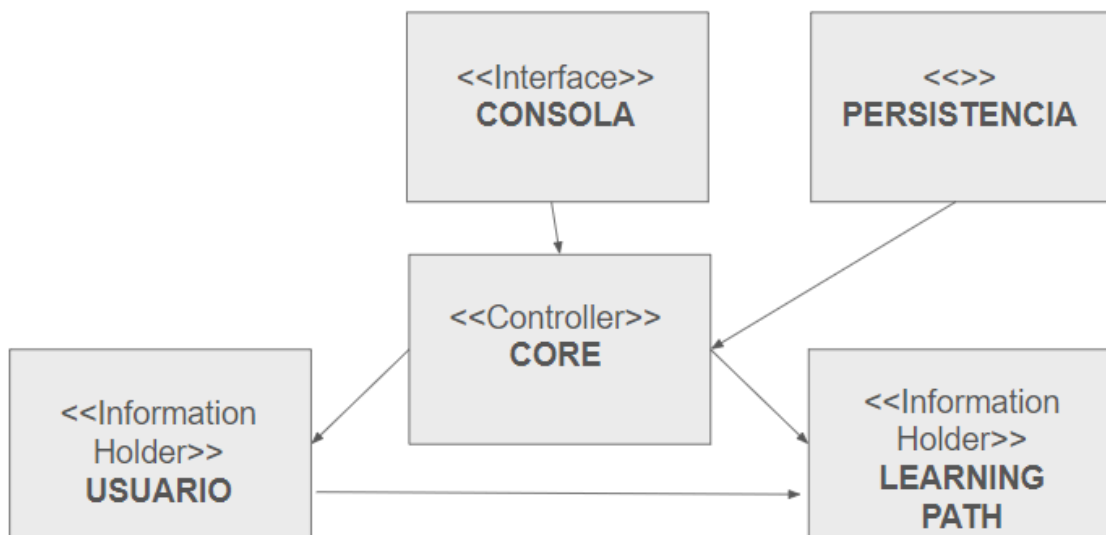 <<Interface>>
CONSOLA
<<>>
PERSISTENCIA
<<Controller>>
CORE
<<Information
Holder>>
USUARIO
<<Information
Holder>>
LEARNING
PATH